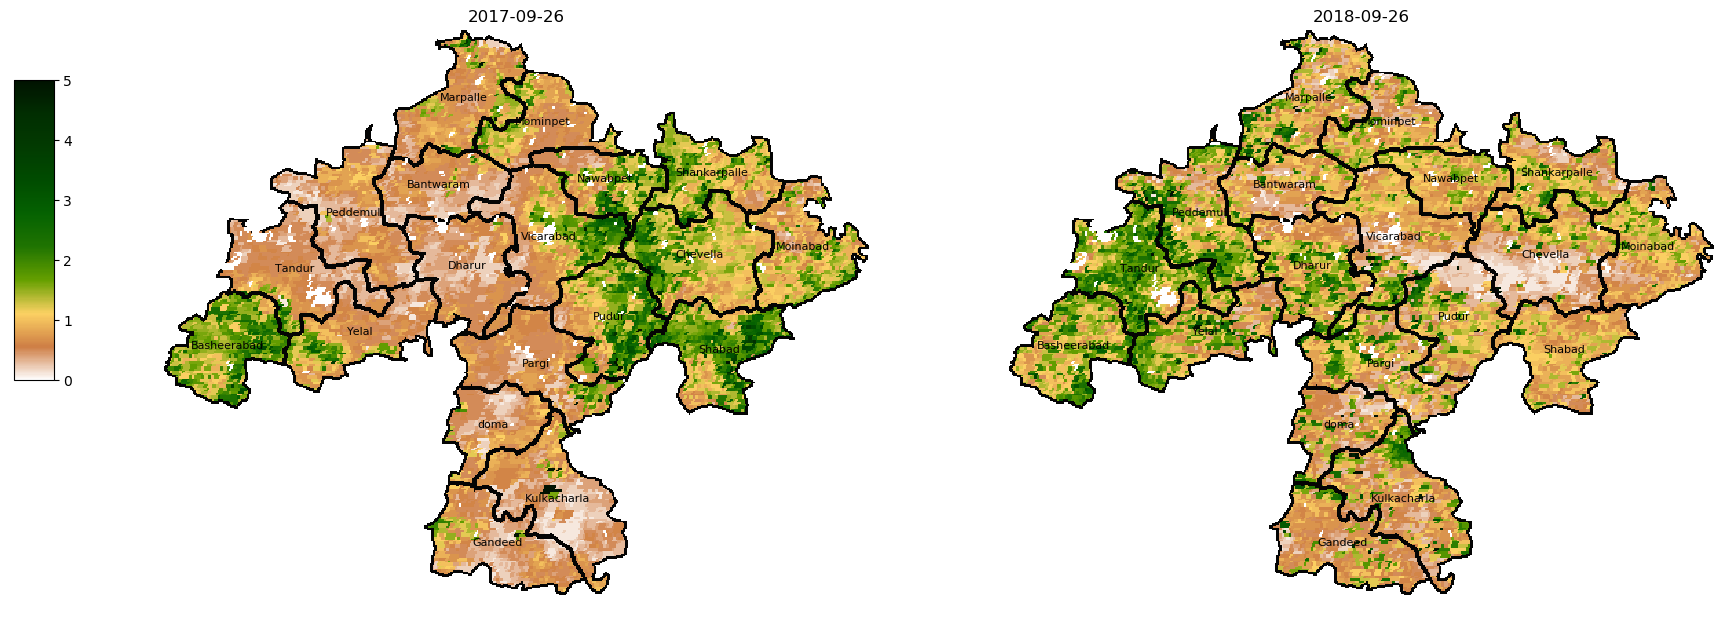 2017-09-26
5
4
3
2
1
0
Marpalle
Mominpet
Bantwaram
Nawabpet
Shankarpalle
Peddemul
Vicarabad
Moinabad
Chevella
Dharur
Tandur
Pudur
Yelal
Basheerabad
Shabad
Pargi
doma
Kulkacharla
Gandeed
2018-09-26
Marpalle
Mominpet
Bantwaram
Nawabpet
Shankarpalle
Peddemul
Vicarabad
Moinabad
Chevella
Dharur
Tandur
Pudur
Yelal
Basheerabad
Shabad
Pargi
doma
Kulkacharla
Gandeed